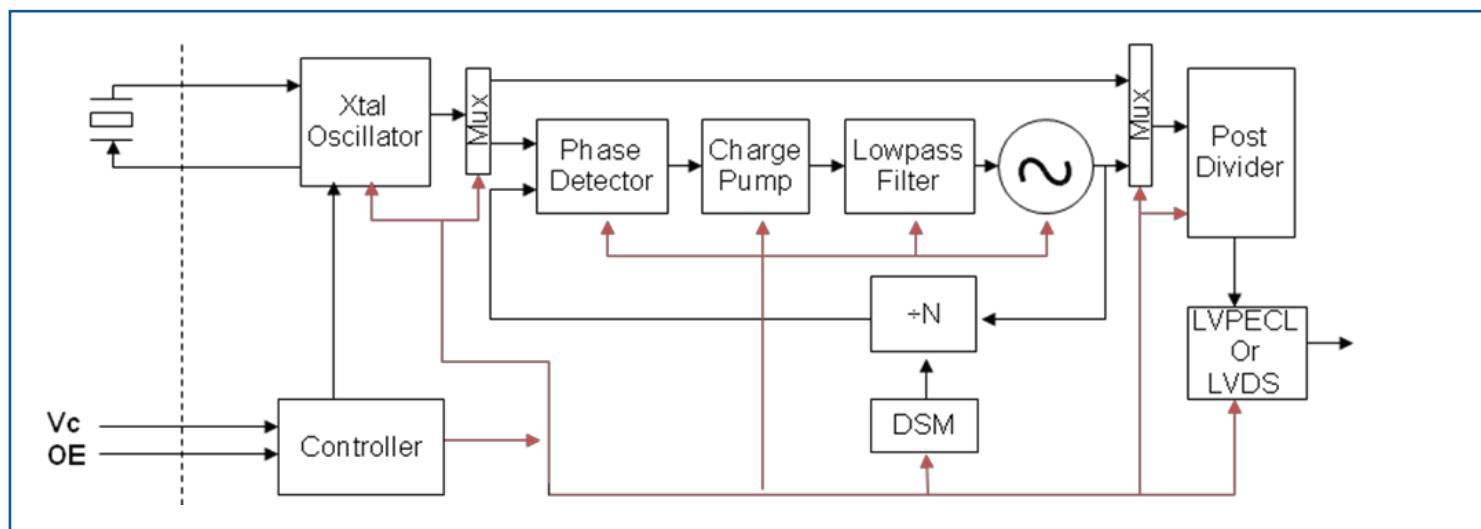 Xtal
Oscillator
Mux
Phase
Detector
Charge
Pump
Lowpass
Filter
Mux
Post
Divider
÷N
LVPECL
Or
LVDS
DSM
Vc
OE
Controller